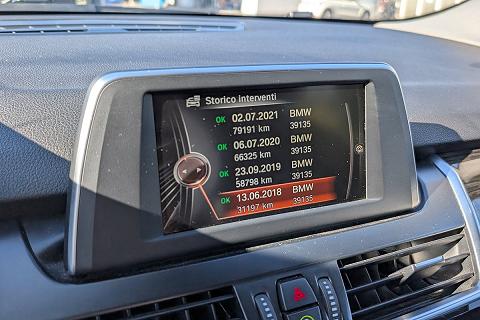 Storico interventi
OK 02.07.2021 BMW
79191 km 39135
OK 06.07.2020 BMW
66325 km 39135
OK 23.09.2019 BMW
58798 km 39135
OK 13.06.2018 BMW
31197 km 39135